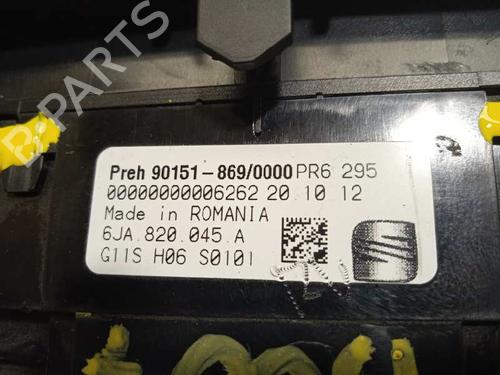 B-PARTS
Preh 90151-869/0000 PR6 295
00000000006262 20 10 12
Made in ROMANIA
6JA.820.045.A
G11S H06 S0101